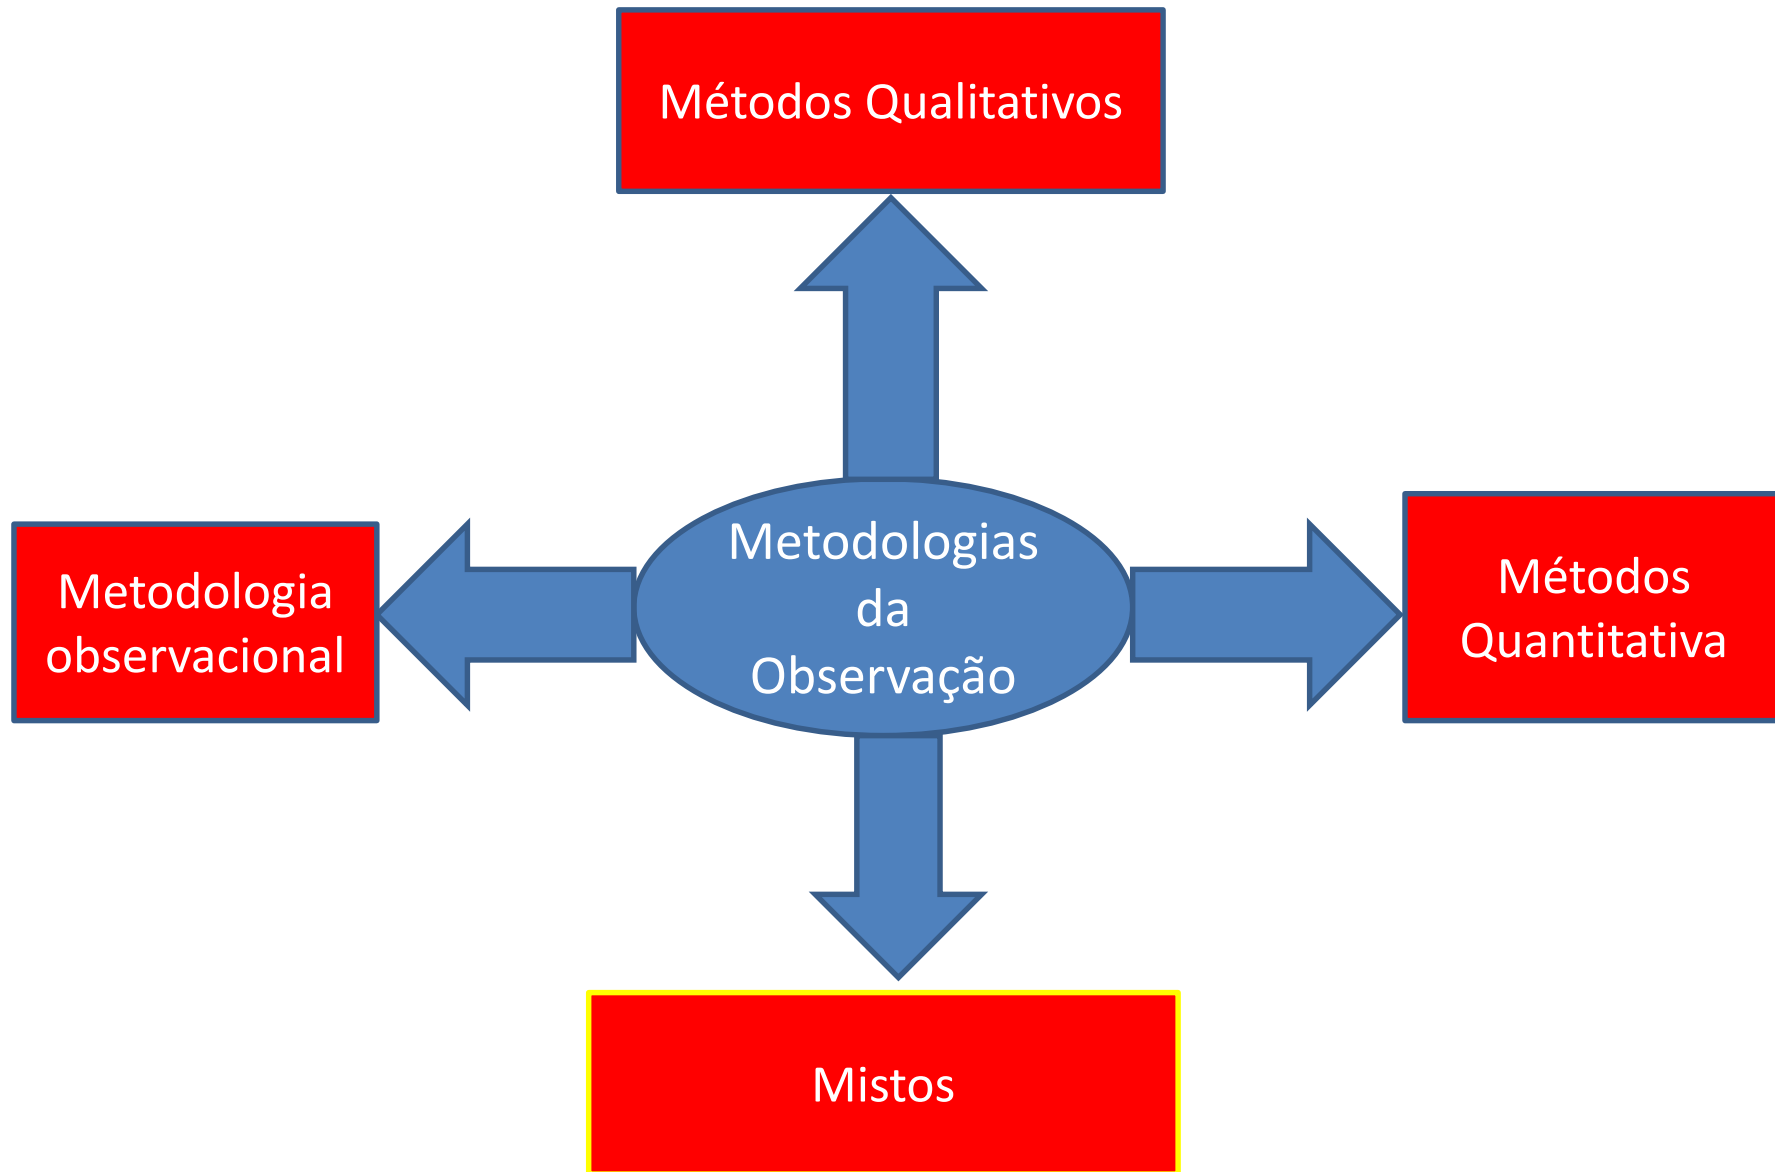 Métodos Qualitativos
Metodologias
da
Observação
Metodologia
observacional
Métodos
Quantitativa
Mistos